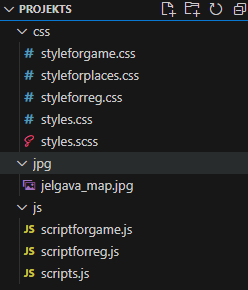 PROJEKTS
css
# styleforgame.css
# styleforplaces.css
# styleforreg.css
# styles.css
styles.scss
jpg
jelgava_map.jpg
js
JS scriptforgame.js
JS scriptforreg.js
JS scripts.js